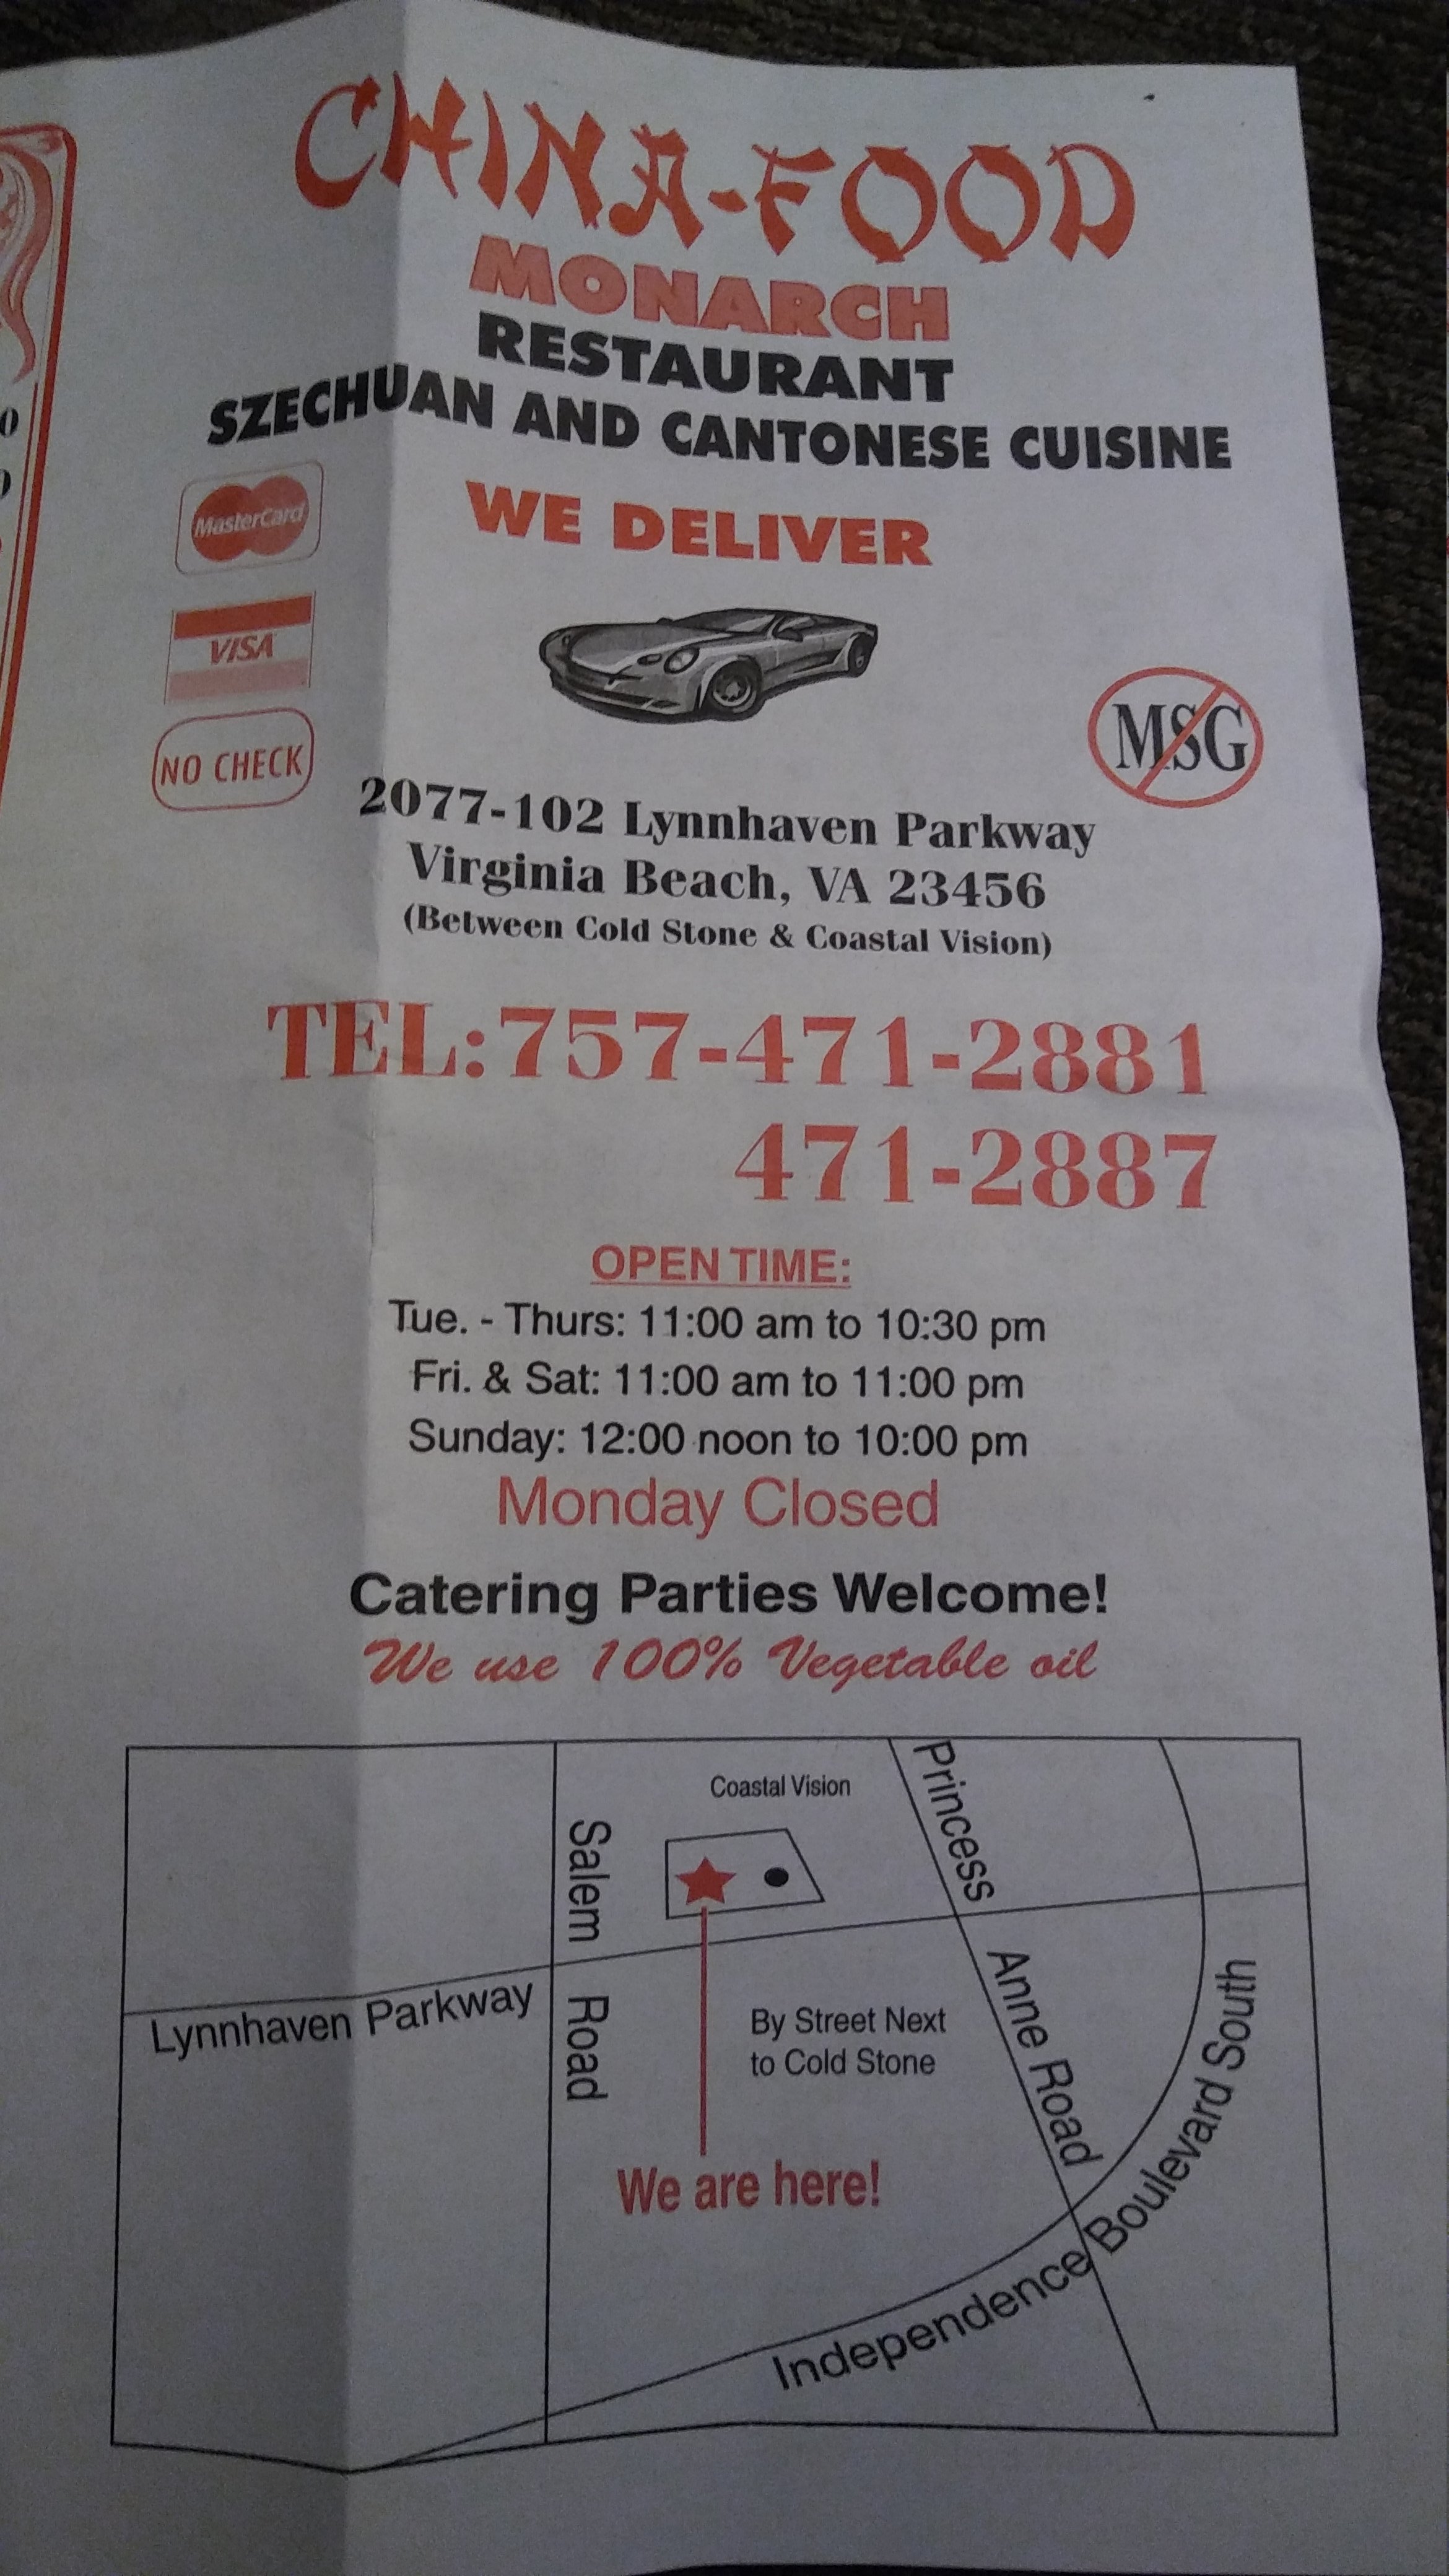 CHINA-FOOD
MONARCH
RESTAURANT
SZECHUAN AND CANTONESE CUISINE
MasterCard
WE DELIVER
VISA
MSG
NO CHECK
2077-102 Lynnhaven Parkway
Virginia Beach, VA 23456
(Between Cold Stone & Coastal Vision)
TEL:757-471-2881
471-2887
OPEN TIME:
Tue. - Thurs: 11:00 am to 10:30 pm
Fri. & Sat: 11:00 am to 11:00 pm
Sunday: 12:00 noon to 10:00 pm
Monday Closed
Catering Parties Welcome!
We use 100% Vegetable oil
Coastal Vision
Princess Anne Road
Salem Road
Lynnhaven Parkway
By Street Next
to Cold Stone
We are here!
Independence Boulevard South